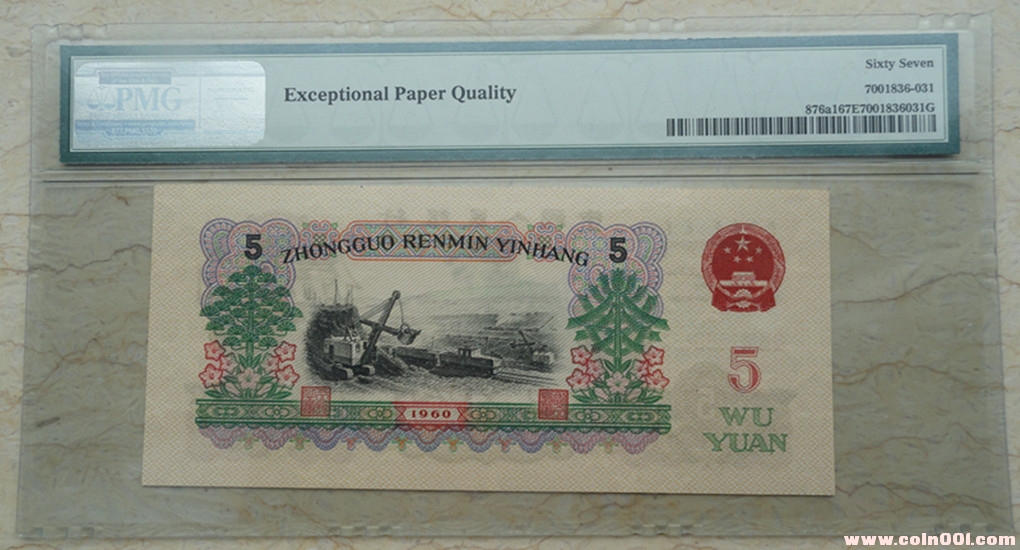 PMG
Exceptional Paper Quality
Sixty Seven
7001836-031
876a167E7001836031G
5
ZHONGGUO RENMIN YINHANG
5
1960
5
WU
YUAN
www.coln00l.com